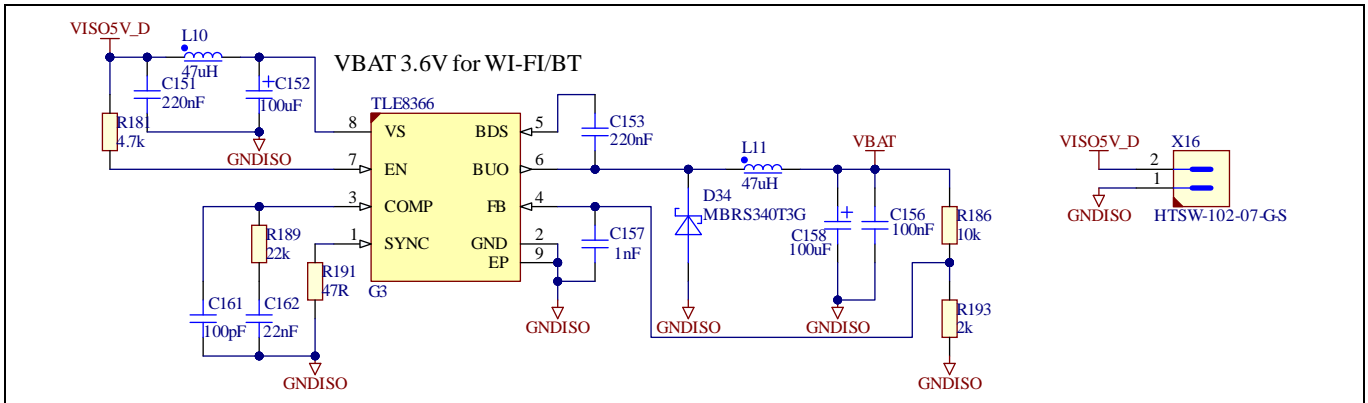 VISO5V_D
L10
47uH
C151
220nF
C152
100uF
R181
4.7k
GNDISO
VBAT 3.6V for WI-FI/BT
TLE8366
8 VS
BDS 5
7 EN
BUO 6
3 COMP
FB 4
1 SYNC
GND 2
EP 9
G3
C153
220nF
L11
47uH
VBAT
D34
MBRS340T3G
C157
1nF
C158
100uF
C156
100nF
R186
10k
R193
2k
R189
22k
R191
47R
C161
100pF
C162
22nF
GNDISO
GNDISO
GNDISO
GNDISO
GNDISO
VISO5V_D
X16
2
1
GNDISO
HTSW-102-07-G-S